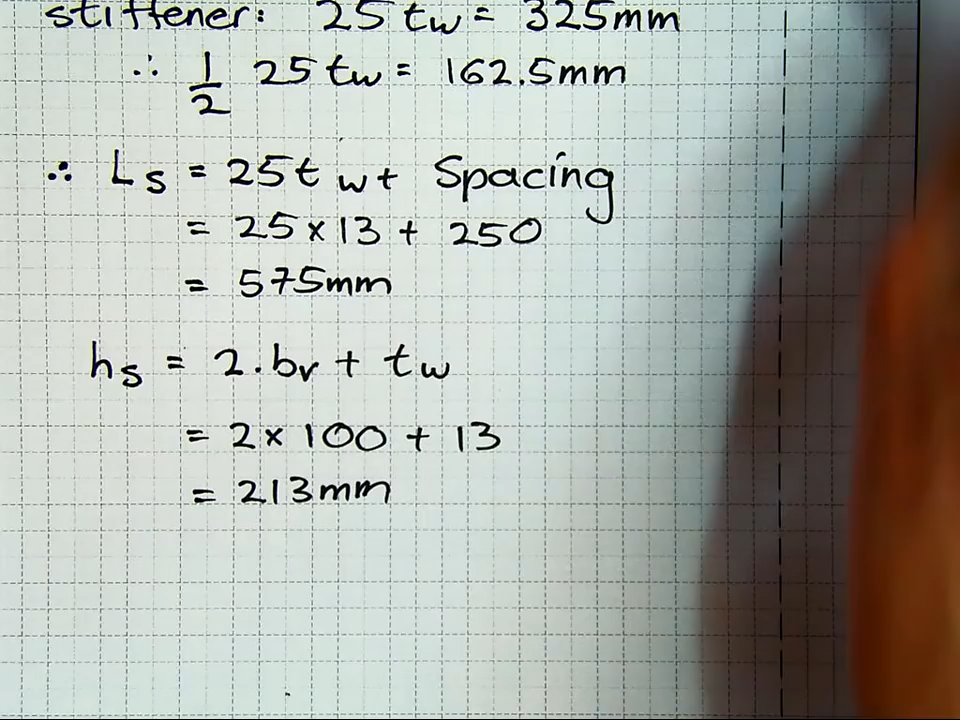 stiffener: 25 tw = 325mm
∴ 1/2 25 tw = 162.5mm
∴ Ls = 25tw + Spacing
= 25 × 13 + 250
= 575mm
hs = 2.br + tw
= 2 × 100 + 13
= 213mm